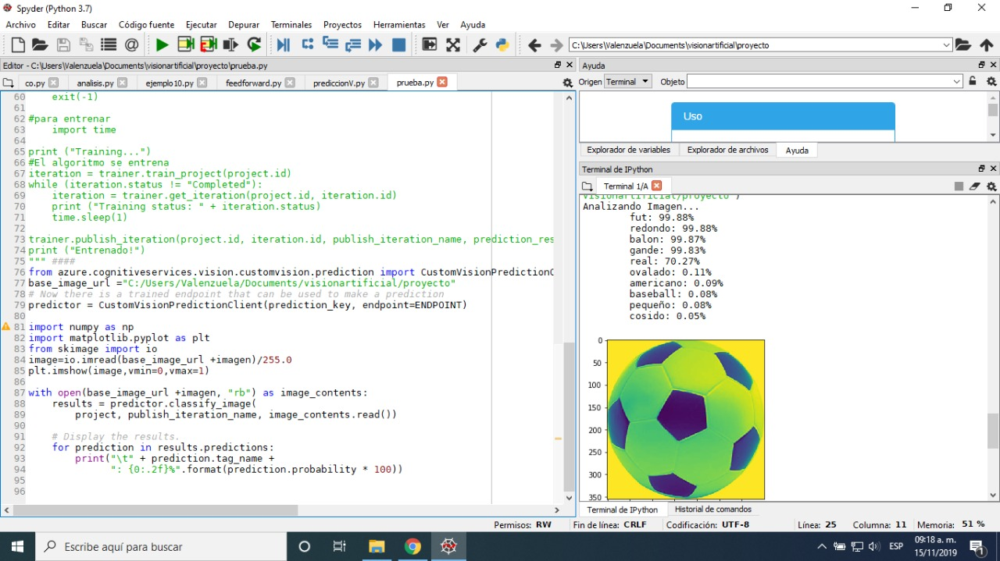 Spyder (Python 3.7)
Archivo Editar Buscar Código fuente Ejecutar Depurar Terminales Proyectos Herramientas Ver Ayuda
C:\Users\Valenzuela\Documents\visionartificial\proyecto
Editor - C:\Users\Valenzuela\Documents\visionartificial\proyecto\prueba.py
co.py analisis.py ejemplo10.py feedforward.py prediccionV.py prueba.py
60 exit(-1)
61
62 #para entrenar
63 import time
64
65 print ("Training...")
66 #El algoritmo se entrena
67 iteration = trainer.train_project(project.id)
68 while (iteration.status != "Completed"):
69 iteration = trainer.get_iteration(project.id, iteration.id)
70 print ("Training status: " + iteration.status)
71 time.sleep(1)
72
73 trainer.publish_iteration(project.id, iteration.id, publish_iteration_name, prediction_res
74 print ("Entrenado!")
75 """ ####
76 from azure.cognitiveservices.vision.customvision.prediction import CustomVisionPredictionC
77 base_image_url ="C:/Users/Valenzuela/Documents/visionartificial/proyecto"
78 # Now there is a trained endpoint that can be used to make a prediction
79 predictor = CustomVisionPredictionClient(prediction_key, endpoint=ENDPOINT)
80
81 import numpy as np
82 import matplotlib.pyplot as plt
83 from skimage import io
84 image=io.imread(base_image_url +imagen)/255.0
85 plt.imshow(image,vmin=0,vmax=1)
86
87 with open(base_image_url +imagen, "rb") as image_contents:
88 results = predictor.classify_image(
89 project, publish_iteration_name, image_contents.read())
90
91 # Display the results.
92 for prediction in results.predictions:
93 print("\t" + prediction.tag_name +
94 ": {0:.2f}%".format(prediction.probability * 100))
95
96
Ayuda
Origen Terminal Objeto
Uso
Explorador de variables Explorador de archivos Ayuda
Terminal de IPython
Terminal 1/A
visionartificial/proyecto')
Analizando Imagen...
fut: 99.88%
redondo: 99.88%
balon: 99.87%
gande: 99.83%
real: 70.27%
ovalado: 0.11%
americano: 0.09%
baseball: 0.08%
pequeño: 0.08%
cosido: 0.05%
0
50
100
150
200
250
300
350
Terminal de IPython Historial de comandos
Permisos: RW Fin de línea: CRLF Codificación: UTF-8 Línea: 25 Columna: 11 Memoria: 51 %
Escribe aquí para buscar
ESP
09:18 a. m.
15/11/2019
1